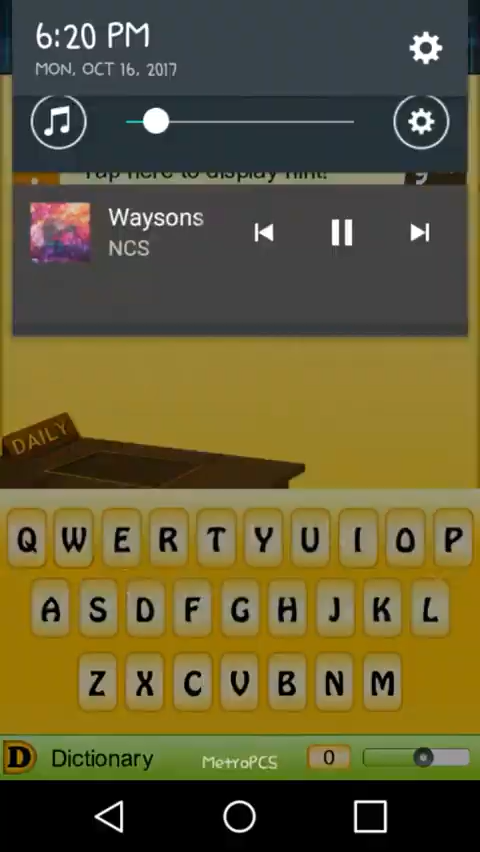 6:20 PM
MON, OCT 16, 2017
Tap here to display hint!
Waysons
NCS
DAILY
Q W E R T Y U I O P
A S D F G H J K L
Z X C V B N M
D Dictionary MetroPCS 0